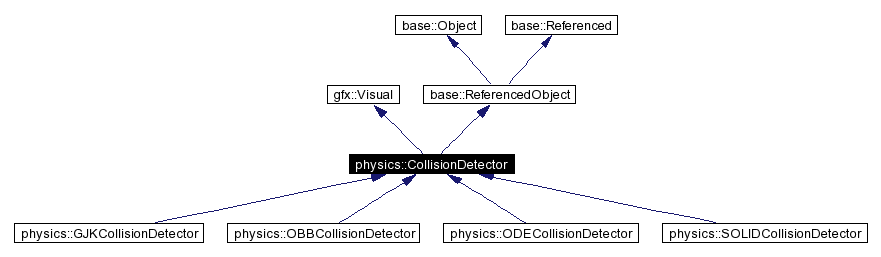 base::Object
base::Referenced
gfx::Visual
base::ReferencedObject
physics::CollisionDetector
physics::GJKCollisionDetector
physics::OBBCollisionDetector
physics::ODECollisionDetector
physics::SOLIDCollisionDetector